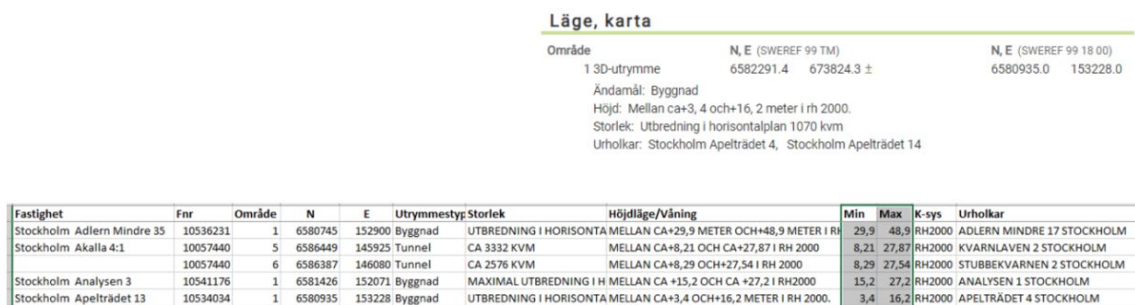 Läge, karta
Område N, E (SWEREF 99 TM) N, E (SWEREF 99 18 00)
1 3D-utrymme 6582291.4 673824.3 ± 6580935.0 153228.0
Ändamål: Byggnad
Höjd: Mellan ca+3, 4 och+16, 2 meter i rh 2000.
Storlek: Utbredning i horisontalplan 1070 kvm
Urholkar: Stockholm Apelträdet 4, Stockholm Apelträdet 14
Fastighet Fnr Område N E Utrymmestyp Storlek Höjdläge/Våning Min Max K-sys Urholkar
Stockholm Adlern Mindre 35 10536231 1 6580745 152900 Byggnad UTBREDNING I HORISONTA MELLAN CA+29,9 METER OCH+48,9 METER I RH 29,9 48,9 RH2000 ADLERN MINDRE 17 STOCKHOLM
Stockholm Akalla 4:1 10057440 5 6586449 145925 Tunnel CA 3332 KVM MELLAN CA+8,21 OCH CA+27,87 I RH 2000 8,21 27,87 RH2000 KVARNLAVEN 2 STOCKHOLM
10057440 6 6586387 146080 Tunnel CA 2576 KVM MELLAN CA+8,29 OCH+27,54 I RH 2000 8,29 27,54 RH2000 STUBBEKVARNEN 2 STOCKHOLM
Stockholm Analysen 3 10541176 1 6581426 152071 Byggnad MAXIMAL UTBREDNING I H MELLAN CA +15,2 OCH CA +27,2 I RH2000 15,2 27,2 RH2000 ANALYSEN 1 STOCKHOLM
Stockholm Apelträdet 13 10534034 1 6580935 153228 Byggnad UTBREDNING I HORISONTA MELLAN CA+3,4 OCH+16,2 METER I RH 2000. 3,4 16,2 RH2000 APELTRÄDET 4 STOCKHOLM